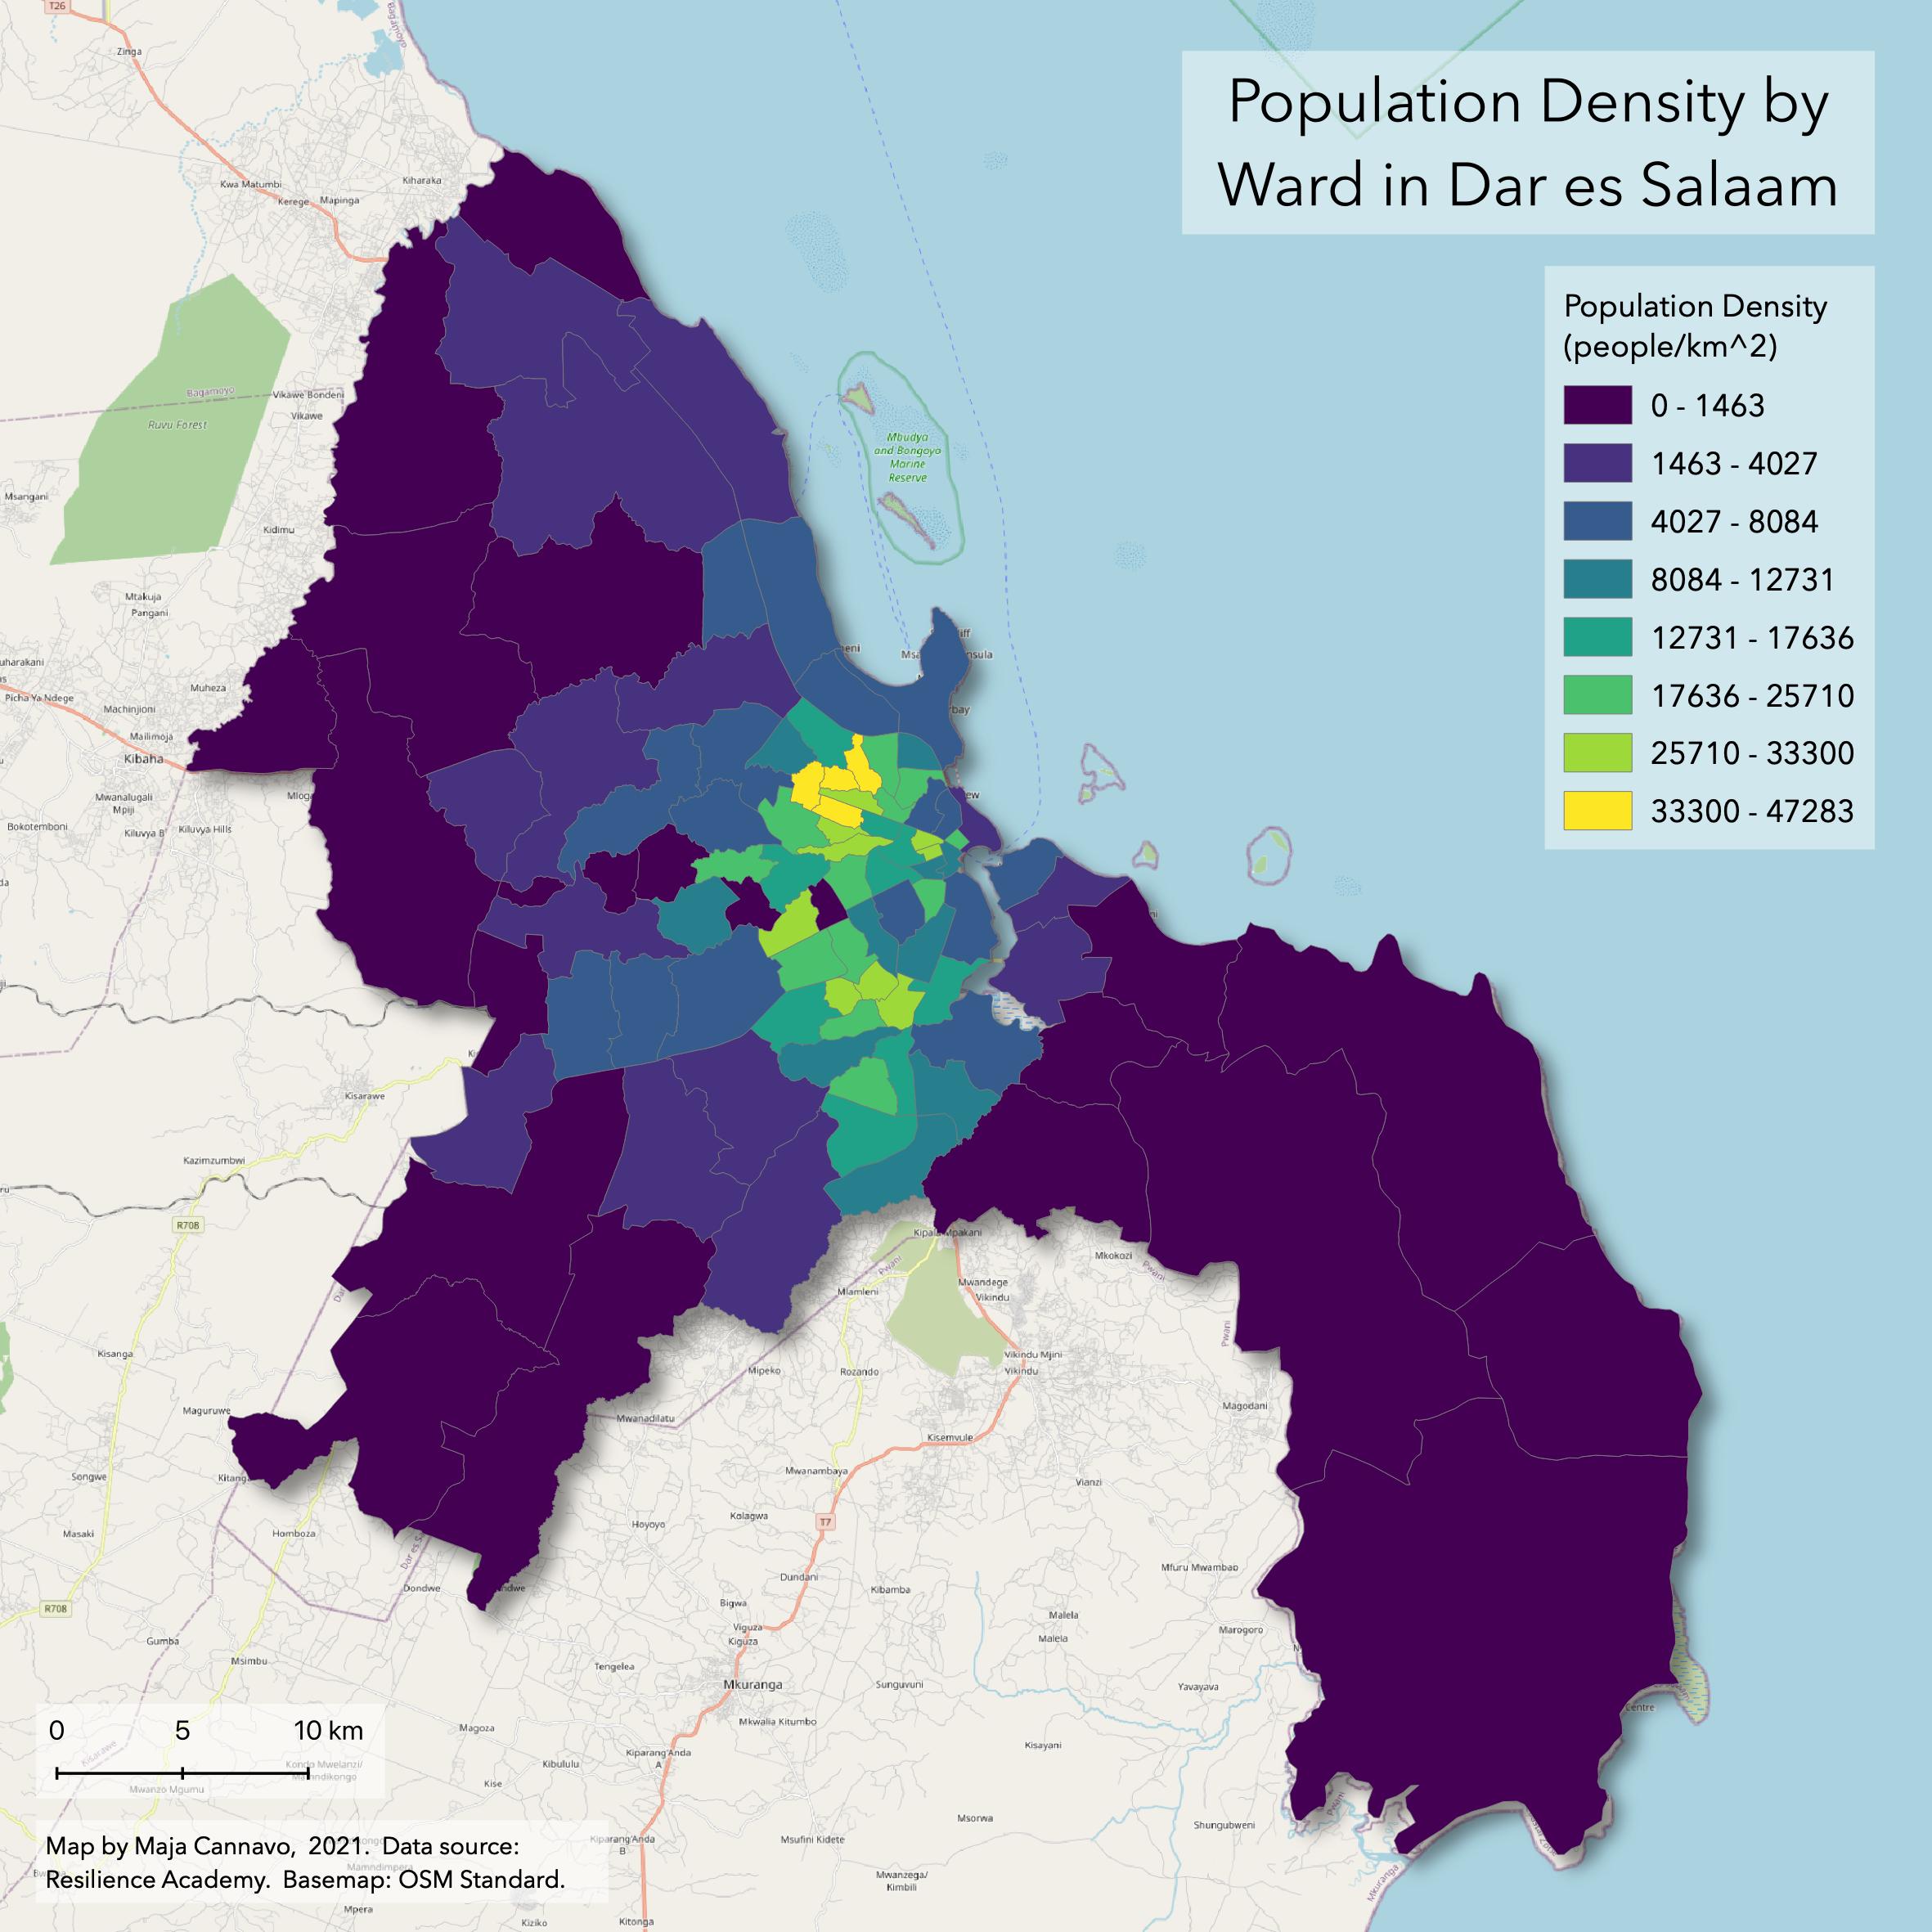 Population Density by
Ward in Dar es Salaam
Population Density
(people/km^2)
0 - 1463
1463 - 4027
4027 - 8084
8084 - 12731
12731 - 17636
17636 - 25710
25710 - 33300
33300 - 47283
T26
Zinga
Kwa Matumbi
Kiharaka
Kerege
Mapinga
Bagamoyo
Vikawe Bondeni
Vikawe
Ruvu Forest
Msangani
Kidimu
Mtakuja
Pangani
Mbudya
and Bongoyo
Marine
Reserve
Muheza
Picha Ya Ndege
Machinjioni
Mailimoja
Kibaha
Mwanalugali
Mpiji
Bokotemboni
Kiluvya B
Kiluvya Hills
Kisarawe
Kazimzumbwi
R708
Kisanga
Maguruwe
Songwe
Masaki
Homboza
R708
Gumba
Msimbu
Dondwe
Kipala Mpakani
Pwani
Mlamleni
Mwandege
Vikindu
Mkokozi
Pwani
Pwani
Mipeko
Rozando
Vikindu Mjini
Vikindu
Mwanadilatu
Magodani
Kisemvule
Mwanambaya
Vianzi
Kolagwa
T7
Hoyoyo
Dundani
Kibamba
Mfuru Mwambao
Bigwa
Viguza
Kiguza
Malela
Malela
Marogoro
Tengelea
Mkuranga
Sunguvuni
Yavayava
Centre
Magoza
Mkwalia Kitumbo
Kisayani
Kiparang'Anda
A
Kibululu
Kise
Kisarawe
Kondo Mwelanzi/
Mwanzo Mgumu
0 5 10 km
Msorwa
Shungubweni
Pwani
Msufini Kidete
Kiparang'Anda
B
Mwanzega/
Kimbili
Mkuranga
Map by Maja Cannavo, 2021. Data source:
Resilience Academy. Basemap: OSM Standard.
Mpera
Kiziko
Kitonga